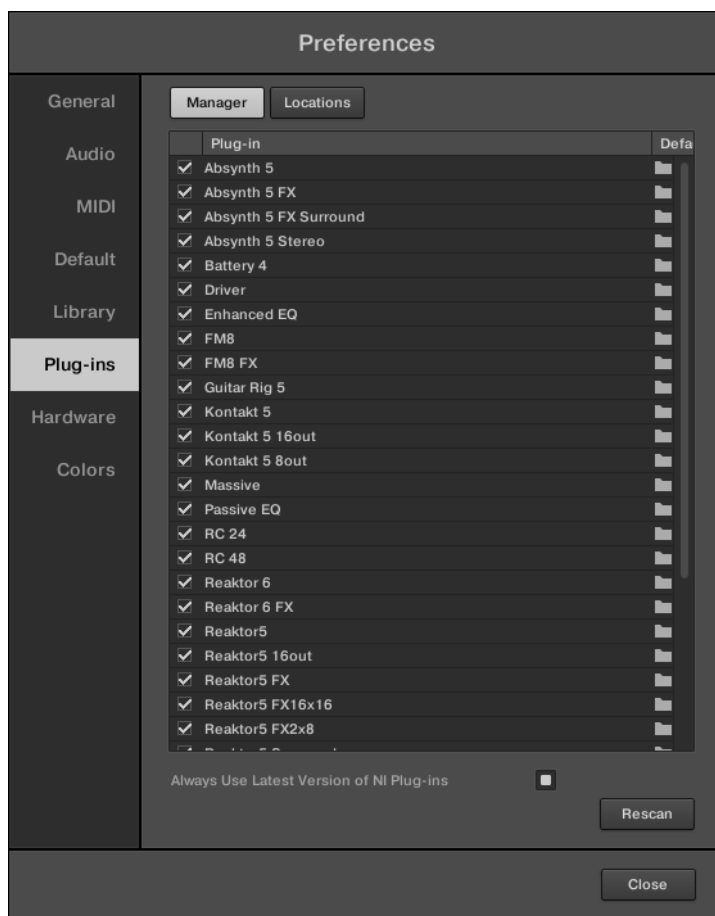 Preferences
General
Audio
MIDI
Default
Library
Plug-ins
Hardware
Colors
Manager
Locations
Plug-in Defa
Absynth 5
Absynth 5 FX
Absynth 5 FX Surround
Absynth 5 Stereo
Battery 4
Driver
Enhanced EQ
FM8
FM8 FX
Guitar Rig 5
Kontakt 5
Kontakt 5 16out
Kontakt 5 8out
Massive
Passive EQ
RC 24
RC 48
Reaktor 6
Reaktor 6 FX
Reaktor5
Reaktor5 16out
Reaktor5 FX
Reaktor5 FX16x16
Reaktor5 FX2x8
Always Use Latest Version of NI Plug-ins
Rescan
Close